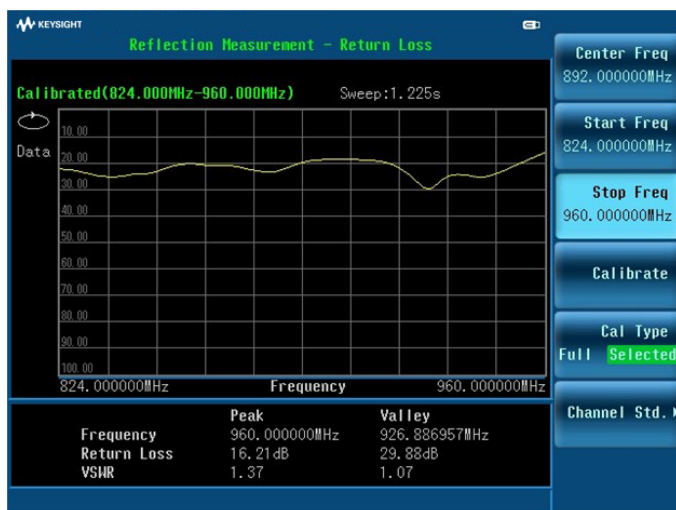 KEYSIGHT
Reflection Measurement - Return Loss
Calibrated(824.000MHz-960.000MHz) Sweep:1.225s
Data
10.00
20.00
30.00
40.00
50.00
60.00
70.00
80.00
90.00
100.00
824.000000MHz Frequency 960.000000MHz
Peak Valley
Frequency 960.000000MHz 926.886957MHz
Return Loss 16.21dB 29.88dB
VSWR 1.37 1.07
Center Freq
892.000000MHz
Start Freq
824.000000MHz
Stop Freq
960.000000MHz
Calibrate
Cal Type
Full Selected
Channel Std.